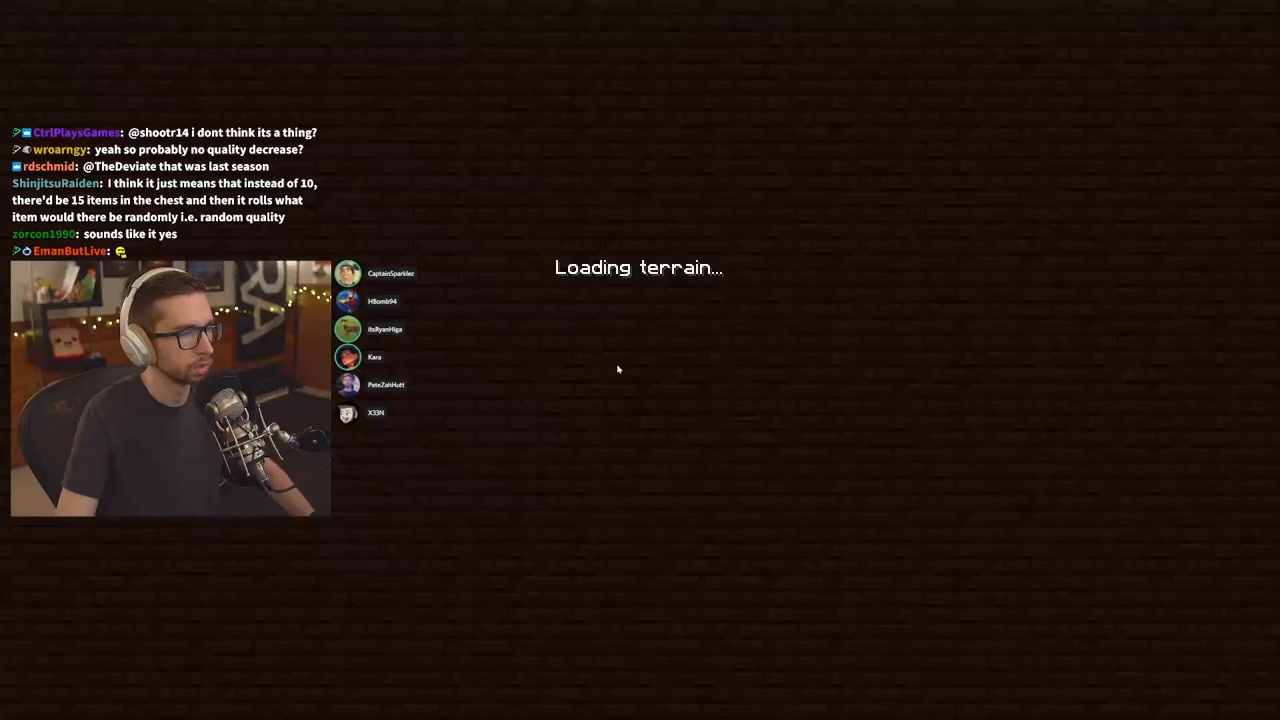 CtrlPlaysGames: @shootr14 i dont think its a thing?
wroarngy: yeah so probably no quality decrease?
rdschmid: @TheDeviate that was last season
ShinjitsuRaiden: I think it just means that instead of 10,
there'd be 15 items in the chest and then it rolls what
item would there be randomly i.e. random quality
zorcon1990: sounds like it yes
EmanButLive:
Loading terrain...
CaptainSparklez
HBomb94
ItsRyanHiga
Kara
PeteZahHutt
X33N
RA